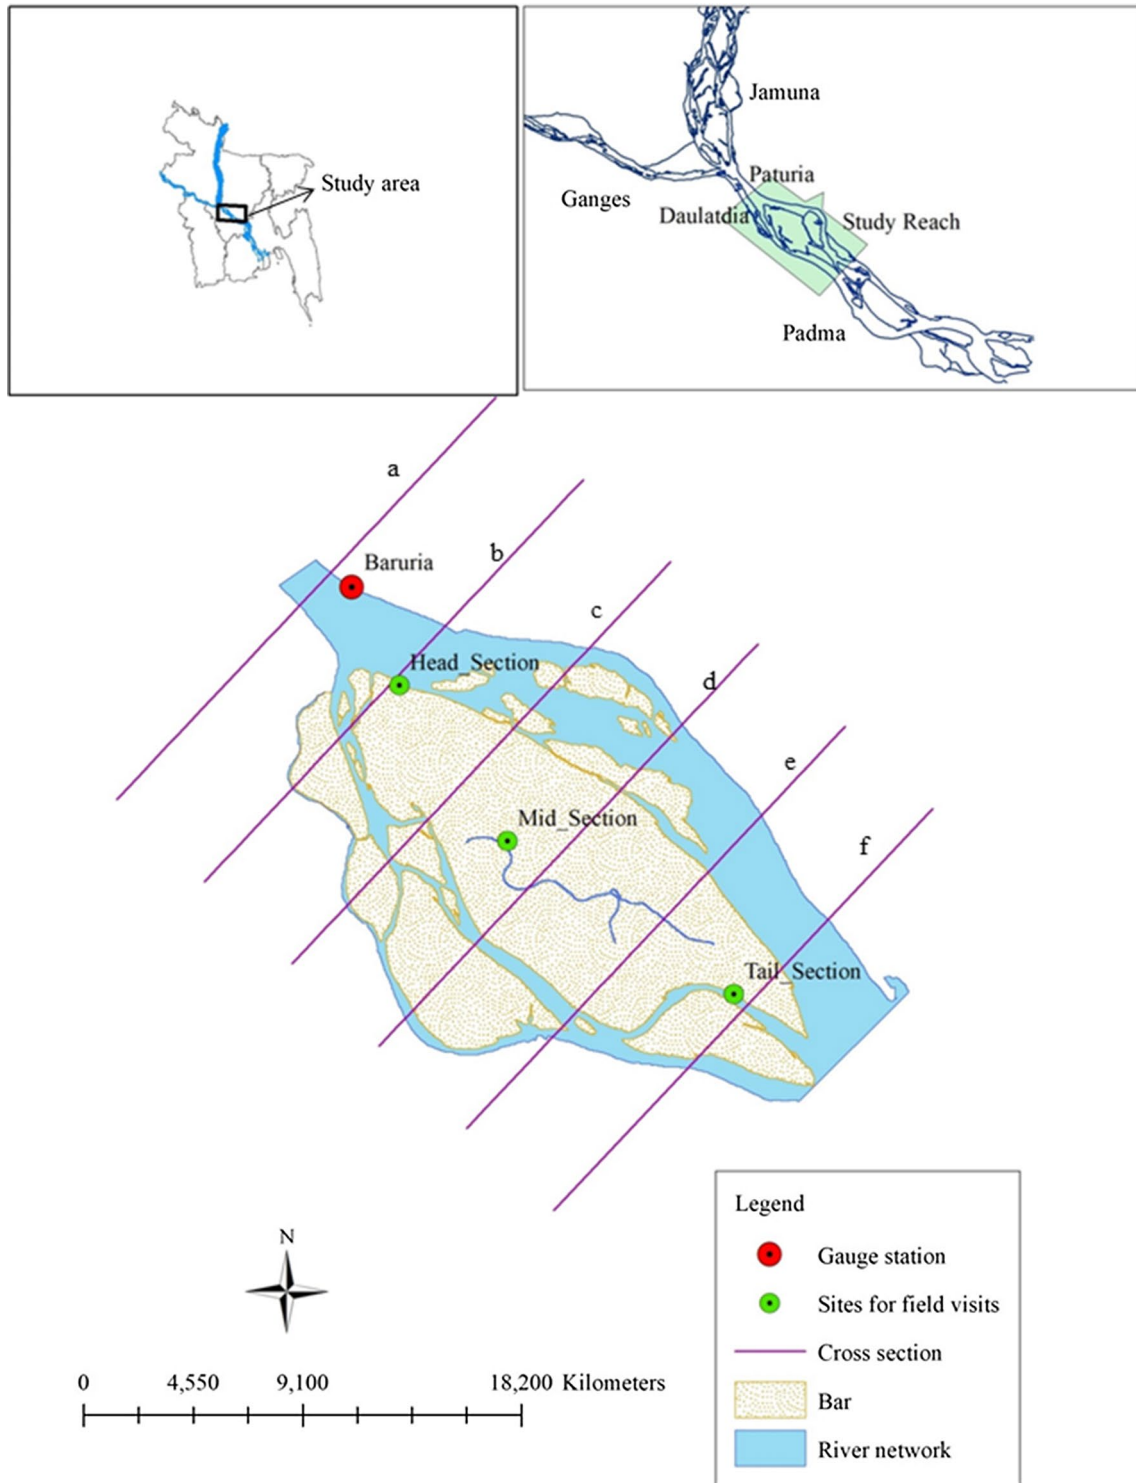 Study area
Jamuna
Paturia
Ganges
Daulatdia
Study Reach
Padma
a
b
Baruria
c
Head_Section
d
e
Mid_Section
f
Tail_Section
Legend
Gauge station
Sites for field visits
Cross section
Bar
River network
N
0 4,550 9,100 18,200 Kilometers